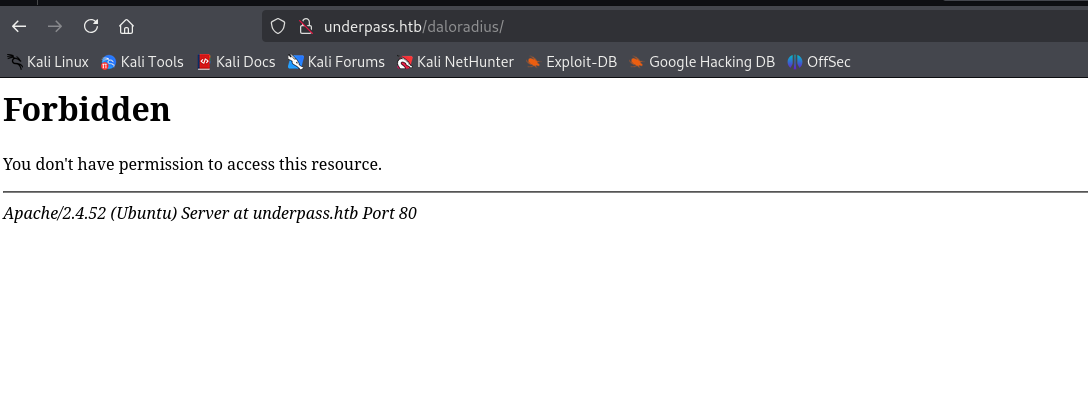 underpass.htb/daloradius/
Kali Linux Kali Tools Kali Docs Kali Forums Kali NetHunter Exploit-DB Google Hacking DB OffSec
Forbidden
You don't have permission to access this resource.
Apache/2.4.52 (Ubuntu) Server at underpass.htb Port 80